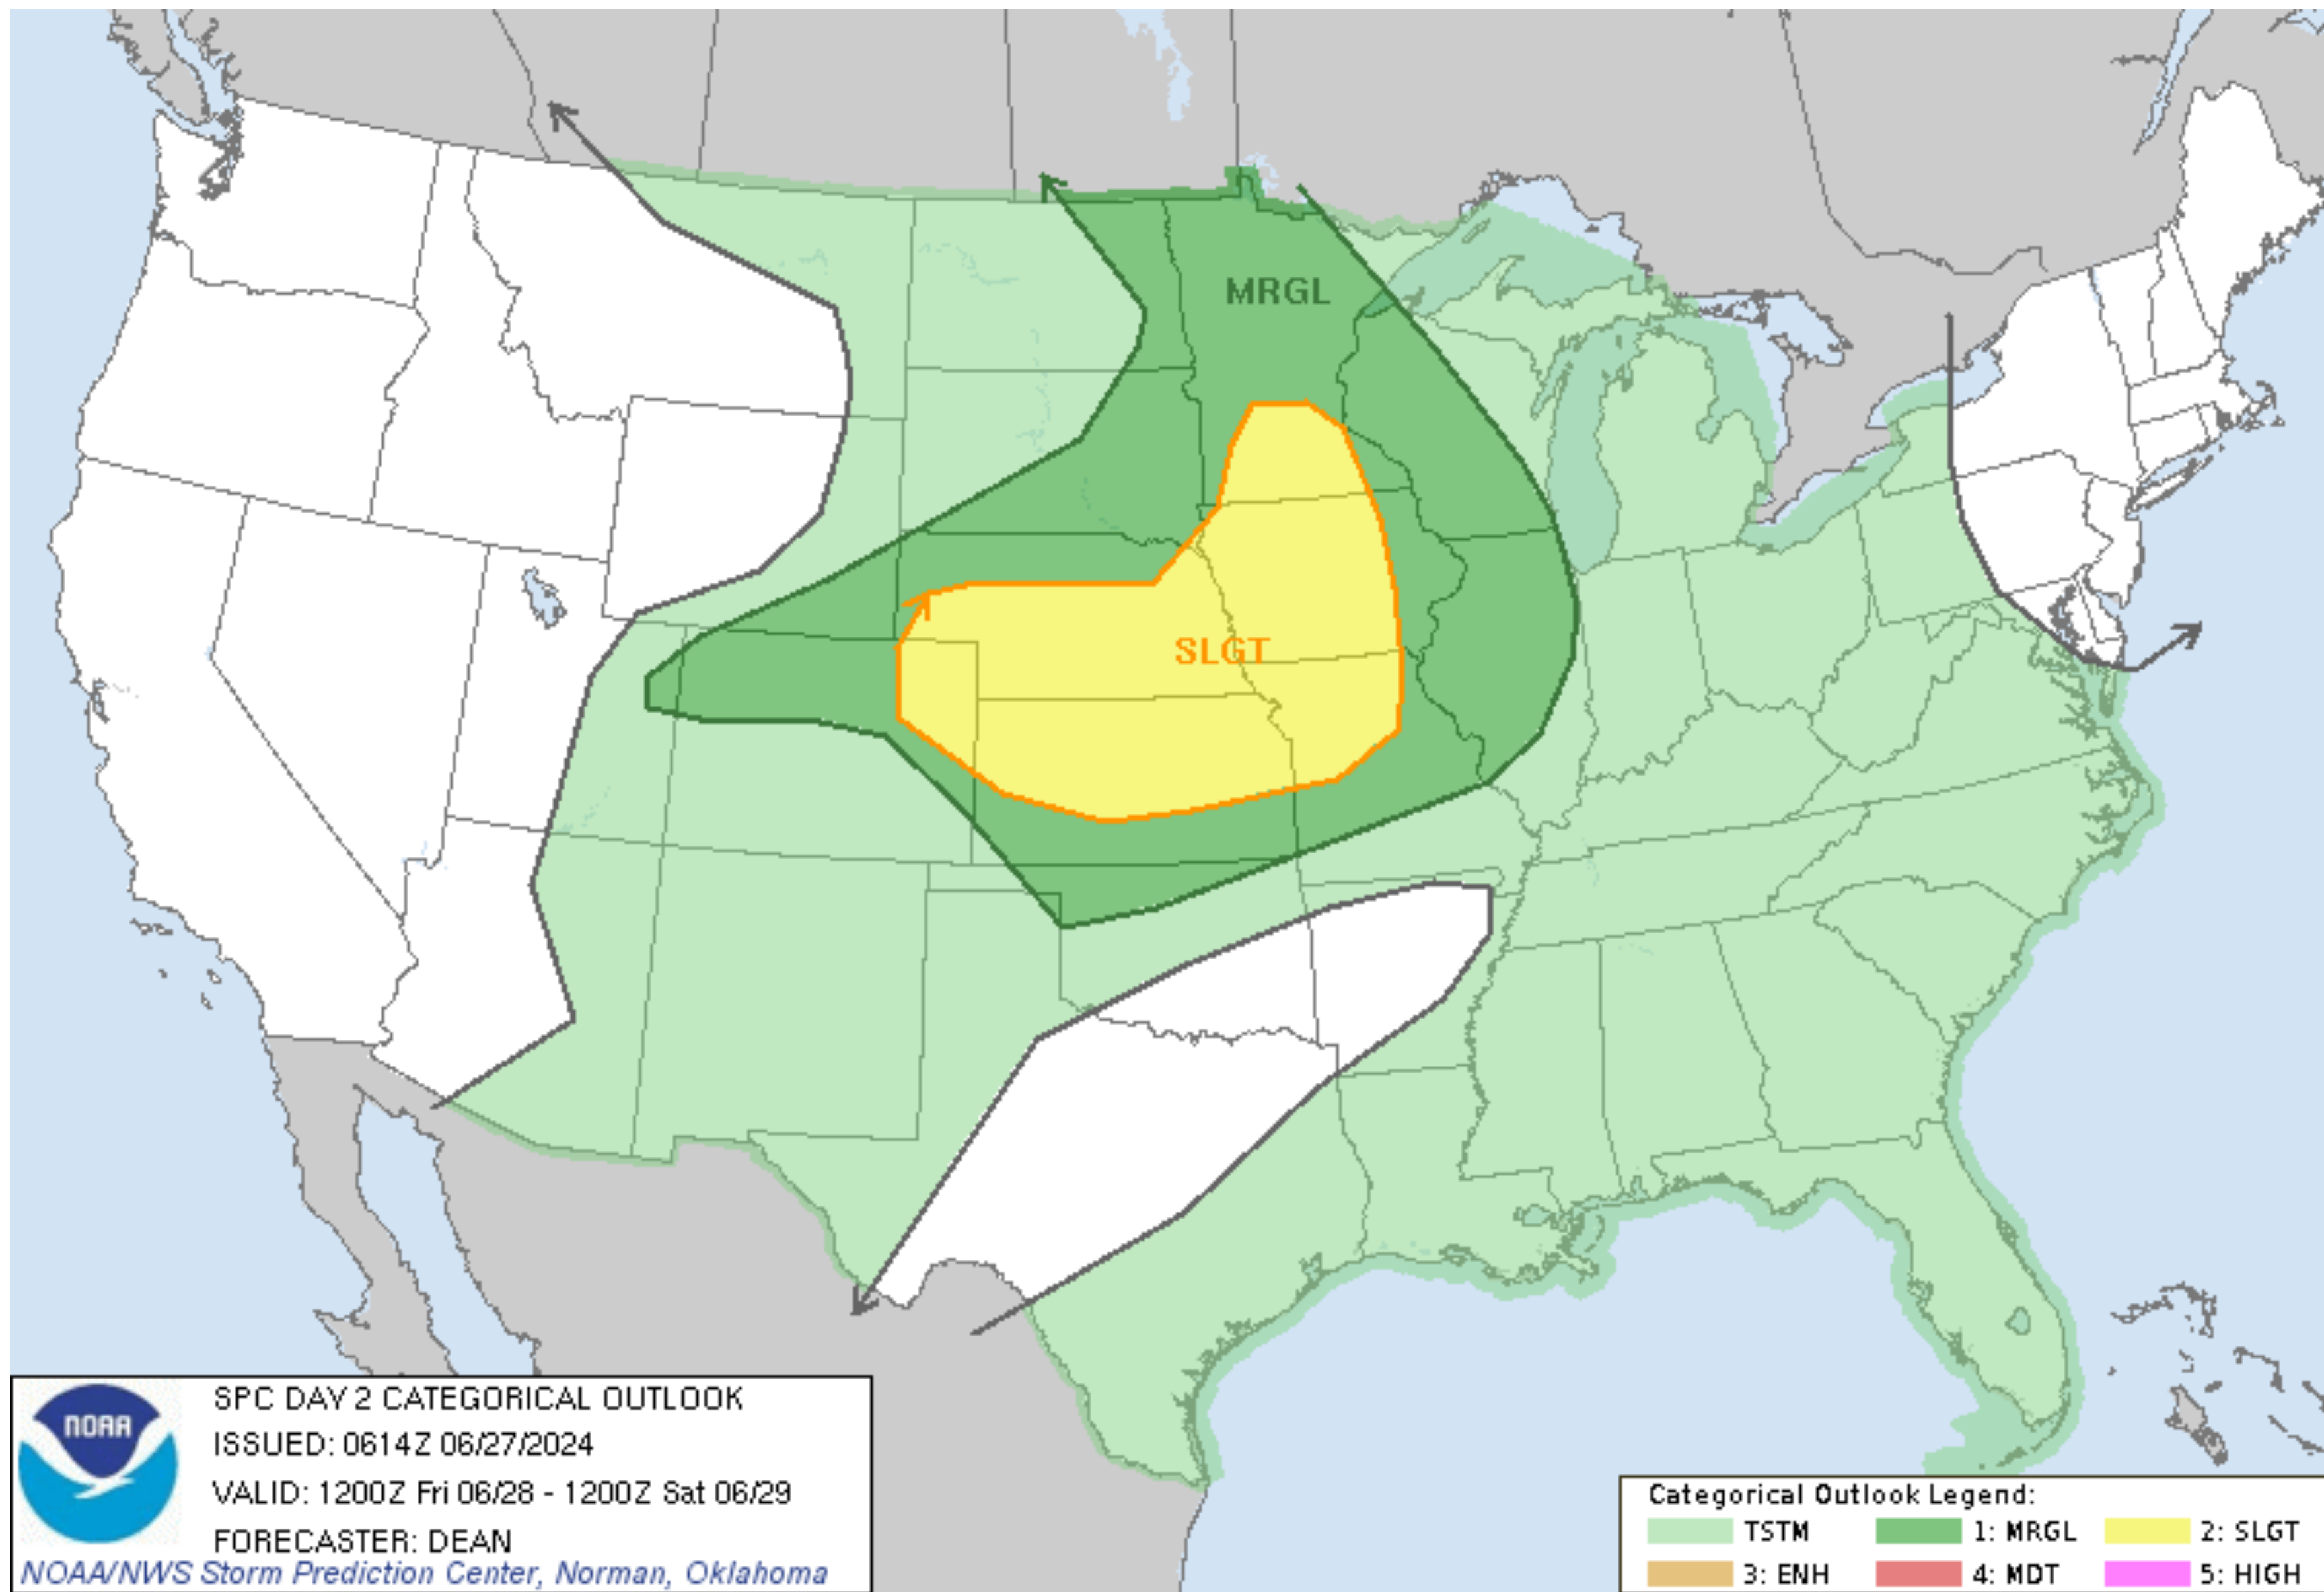 MRGL
SLGT
NOAA
SPC DAY 2 CATEGORICAL OUTLOOK
ISSUED: 0614Z 06/27/2024
VALID: 1200Z Fri 06/28 - 1200Z Sat 06/29
FORECASTER: DEAN
NOAA/NWS Storm Prediction Center, Norman, Oklahoma
Categorical Outlook Legend:
TSTM 1: MRGL 2: SLGT
3: ENH 4: MDT 5: HIGH